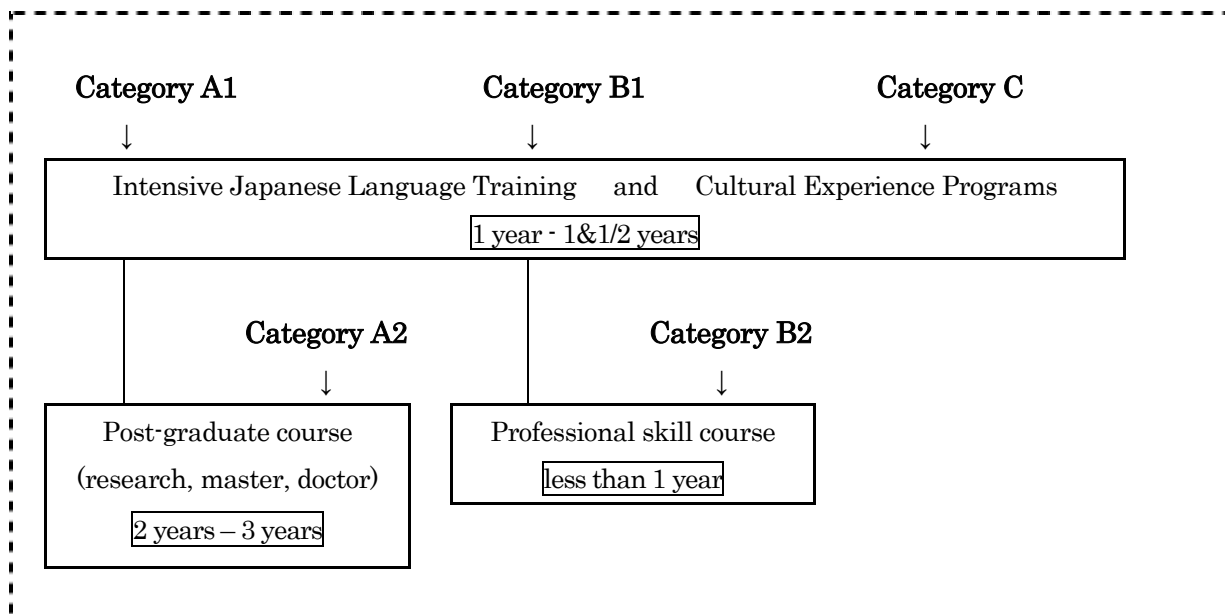 Category A1 Category B1 Category C
↓ ↓ ↓
Intensive Japanese Language Training and Cultural Experience Programs
1 year - 1&1/2 years
Category A2 Category B2
↓ ↓
Post-graduate course
(research, master, doctor)
2 years – 3 years
Professional skill course
less than 1 year